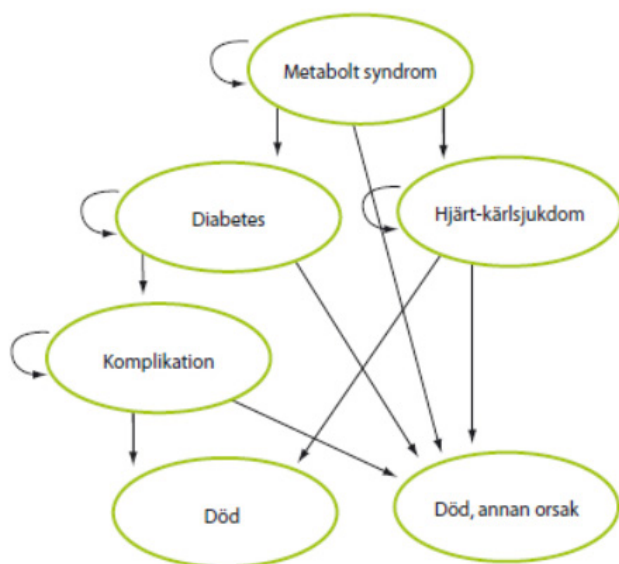 Metabolt syndrom
Diabetes
Hjärt-kärlsjukdom
Komplikation
Död
Död, annan orsak